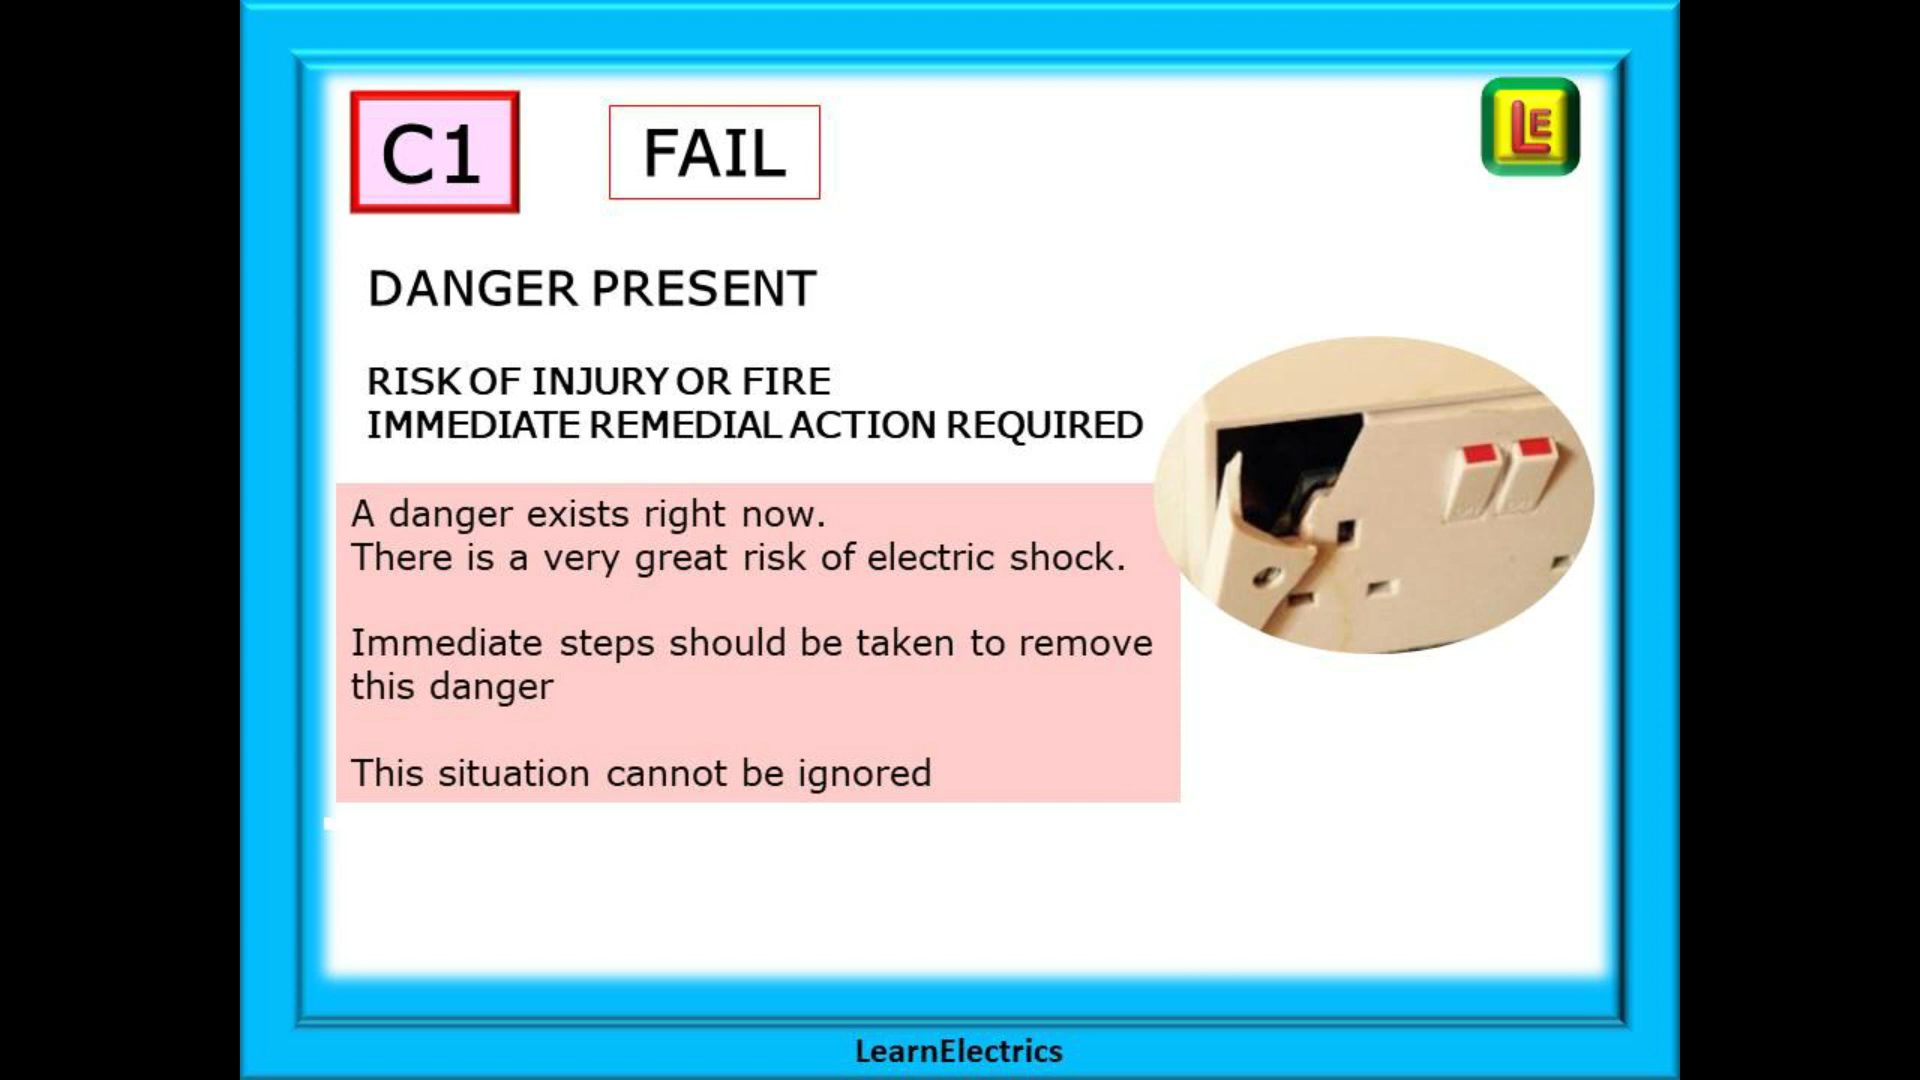 C1
FAIL
LE
DANGER PRESENT
RISK OF INJURY OR FIRE
IMMEDIATE REMEDIAL ACTION REQUIRED
A danger exists right now.
There is a very great risk of electric shock.
Immediate steps should be taken to remove
this danger
This situation cannot be ignored
LearnElectrics